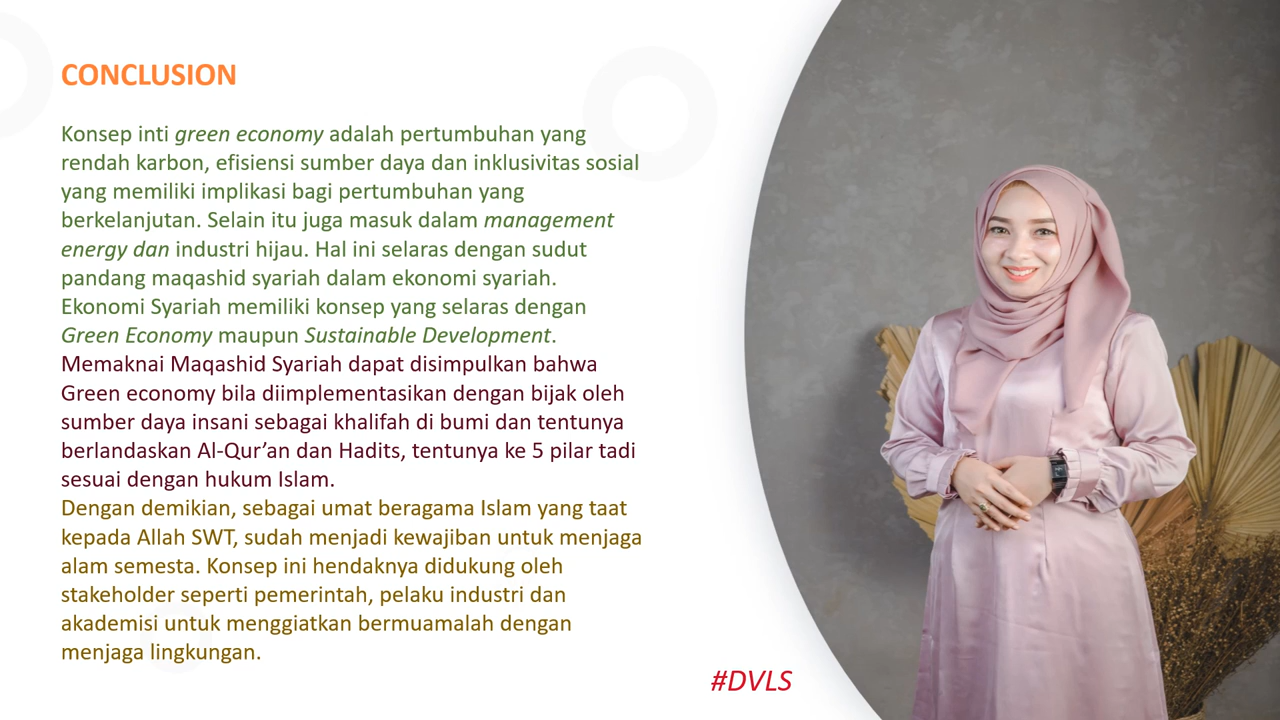 CONCLUSION
Konsep inti green economy adalah pertumbuhan yang
rendah karbon, efisiensi sumber daya dan inklusivitas sosial
yang memiliki implikasi bagi pertumbuhan yang
berkelanjutan. Selain itu juga masuk dalam management
energy dan industri hijau. Hal ini selaras dengan sudut
pandang maqashid syariah dalam ekonomi syariah.
Ekonomi Syariah memiliki konsep yang selaras dengan
Green Economy maupun Sustainable Development.
Memaknai Maqashid Syariah dapat disimpulkan bahwa
Green economy bila diimplementasikan dengan bijak oleh
sumber daya insani sebagai khalifah di bumi dan tentunya
berlandaskan Al-Qur’an dan Hadits, tentunya ke 5 pilar tadi
sesuai dengan hukum Islam.
Dengan demikian, sebagai umat beragama Islam yang taat
kepada Allah SWT, sudah menjadi kewajiban untuk menjaga
alam semesta. Konsep ini hendaknya didukung oleh
stakeholder seperti pemerintah, pelaku industri dan
akademisi untuk menggiatkan bermuamalah dengan
menjaga lingkungan.
#DVLS